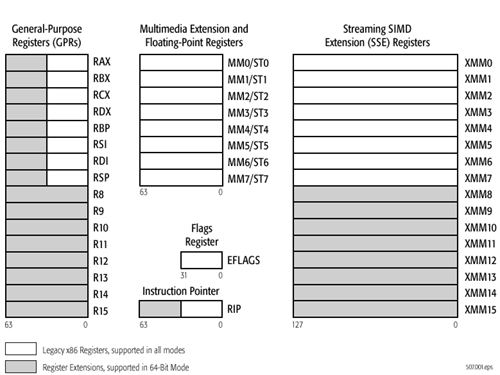 General-Purpose
Registers (GPRs)
RAX
RBX
RCX
RDX
RBP
RSI
RDI
RSP
R8
R9
R10
R11
R12
R13
R14
R15
63 0
Multimedia Extension and
Floating-Point Registers
MM0/ST0
MM1/ST1
MM2/ST2
MM3/ST3
MM4/ST4
MM5/ST5
MM6/ST6
MM7/ST7
63 0
Flags
Register
EFLAGS
31 0
Instruction Pointer
RIP
63 0
Streaming SIMD
Extension (SSE) Registers
XMM0
XMM1
XMM2
XMM3
XMM4
XMM5
XMM6
XMM7
XMM8
XMM9
XMM10
XMM11
XMM12
XMM13
XMM14
XMM15
127 0
Legacy x86 Registers, supported in all modes
Register Extensions, supported in 64-Bit Mode
507.001.eps